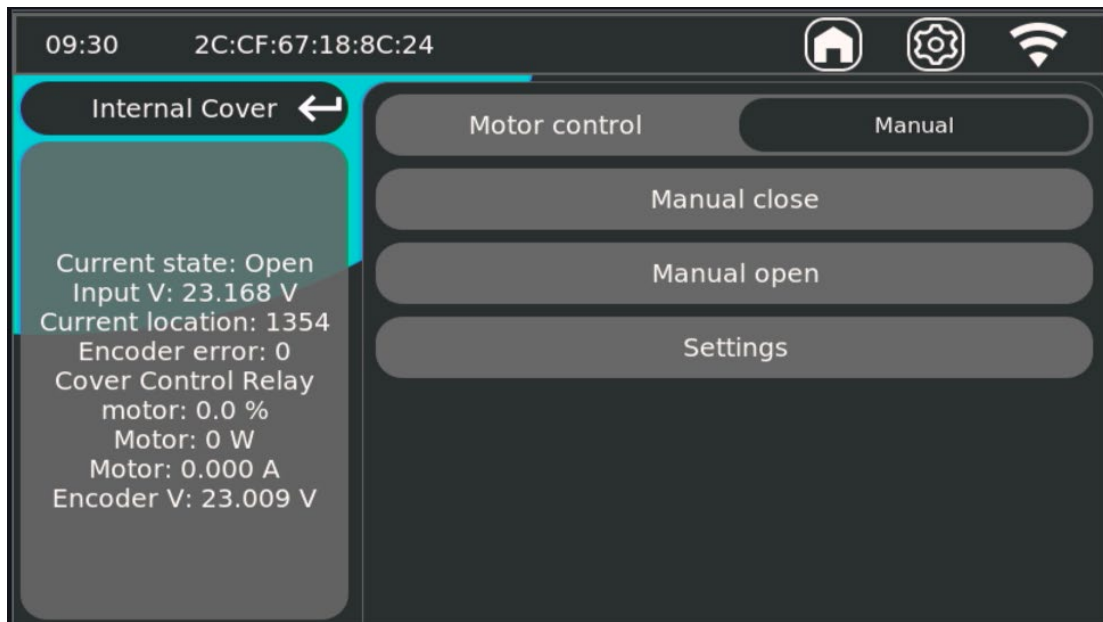 09:30 2C:CF:67:18:8C:24
Internal Cover
Current state: Open
Input V: 23.168 V
Current location: 1354
Encoder error: 0
Cover Control Relay
motor: 0.0 %
Motor: 0 W
Motor: 0.000 A
Encoder V: 23.009 V
Motor control Manual
Manual close
Manual open
Settings